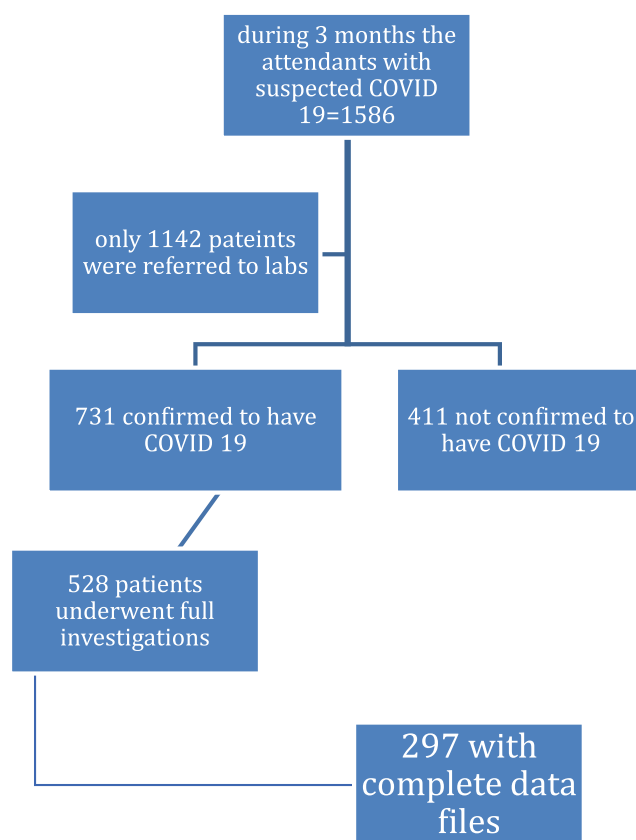 during 3 months the
attendants with
suspected COVID
19=1586
only 1142 pateints
were referred to labs
731 confirmed to have
COVID 19
411 not confirmed to
have COVID 19
528 patients
underwent full
investigations
297 with
complete data
files